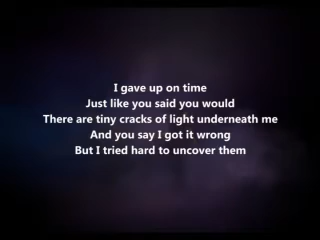 I gave up on time
Just like you said you would
There are tiny cracks of light underneath me
And you say I got it wrong
But I tried hard to uncover them